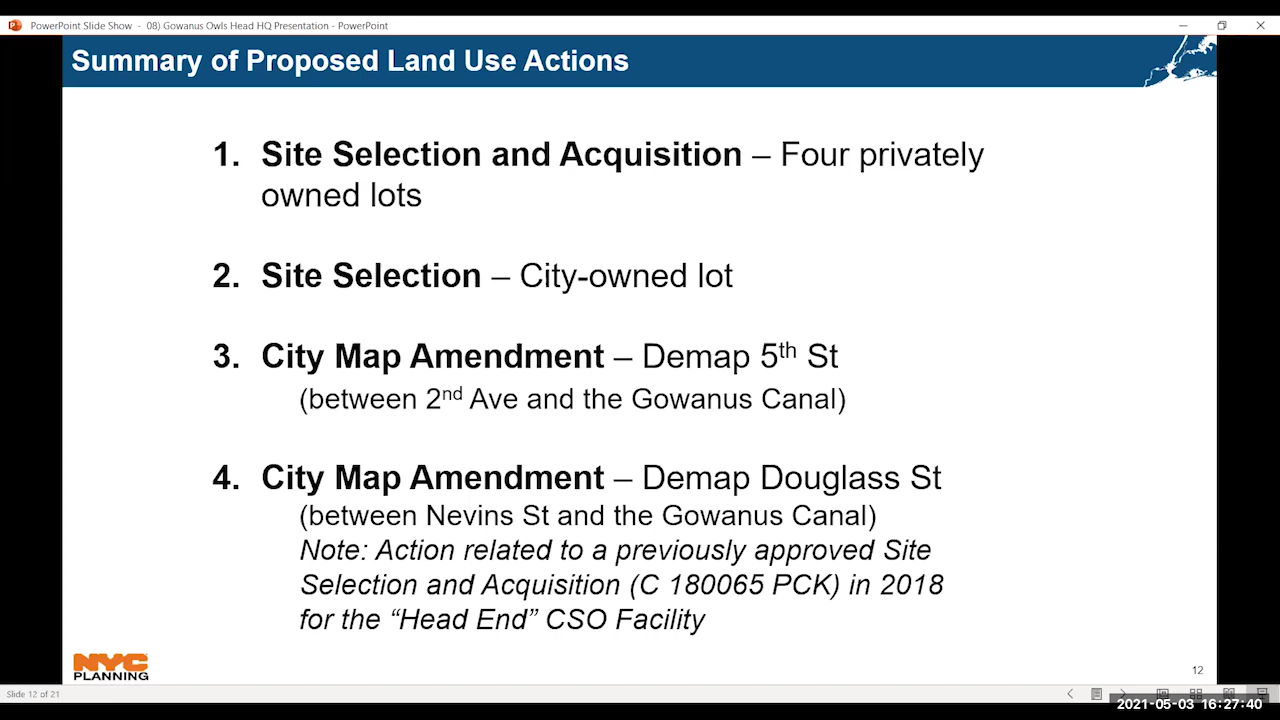 PowerPoint Slide Show - 08) Gowanus Owls Head HQ Presentation - PowerPoint
Summary of Proposed Land Use Actions
1. Site Selection and Acquisition – Four privately
owned lots
2. Site Selection – City-owned lot
3. City Map Amendment – Demap 5th St
(between 2nd Ave and the Gowanus Canal)
4. City Map Amendment – Demap Douglass St
(between Nevins St and the Gowanus Canal)
Note: Action related to a previously approved Site
Selection and Acquisition (C 180065 PCK) in 2018
for the “Head End” CSO Facility
NYC
PLANNING
12
Slide 12 of 21
2021-05-03 16:27:40